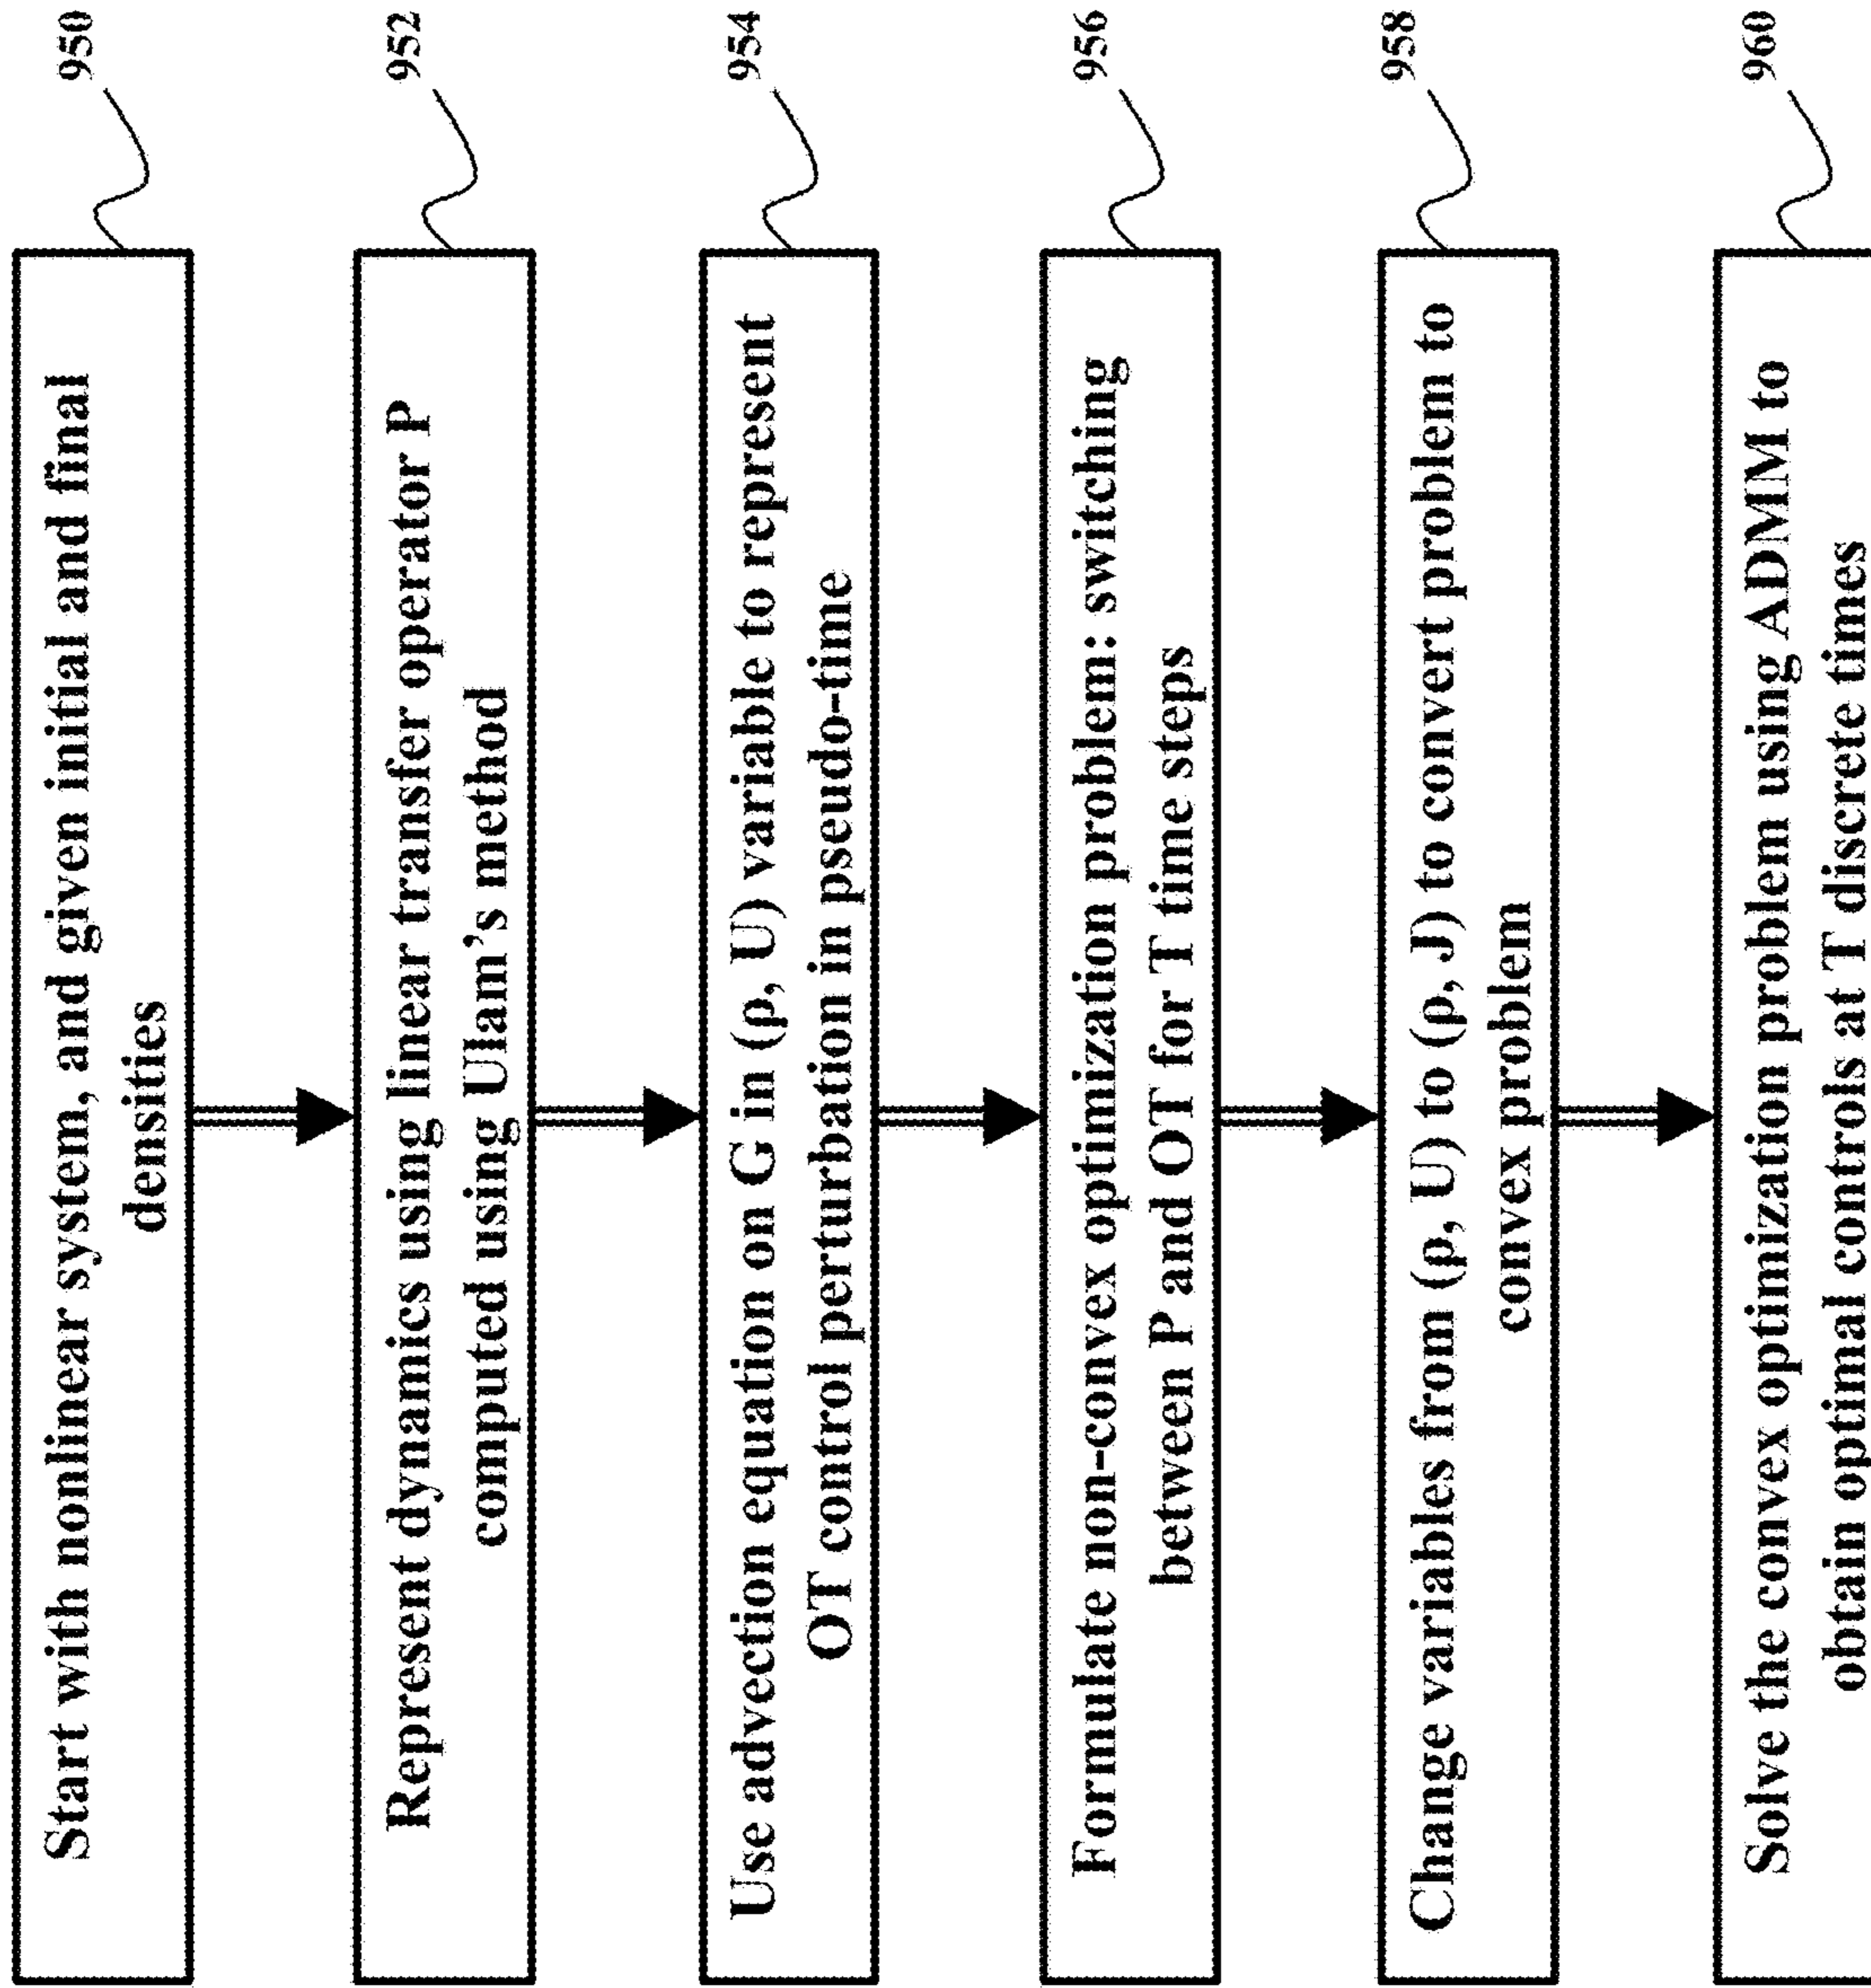 Start with nonlinear system, and given initial and final
densities
950
Represent dynamics using linear transfer operator P
computed using Ulam's method
952
Use advection equation on G in (ρ, U) variable to represent
OT control perturbation in pseudo-time
954
Formulate non-convex optimization problem: switching
between P and OT for T time steps
956
Change variables from (ρ, U) to (ρ, J) to convert problem to
convex problem
958
Solve the convex optimization problem using ADMM to
obtain optimal controls at T discrete times
960